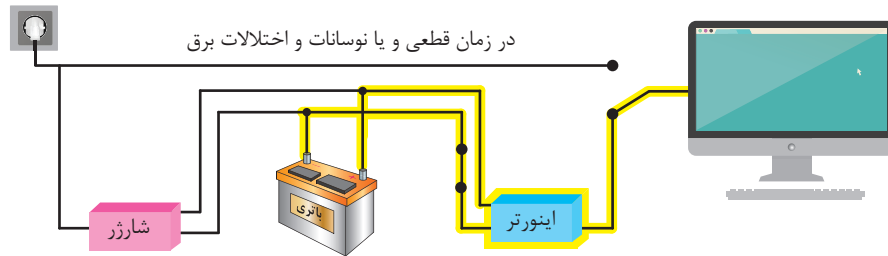 در زمان قطعی و یا نوسانات و اختلالات برق
باتری
اینورتر
شارژر